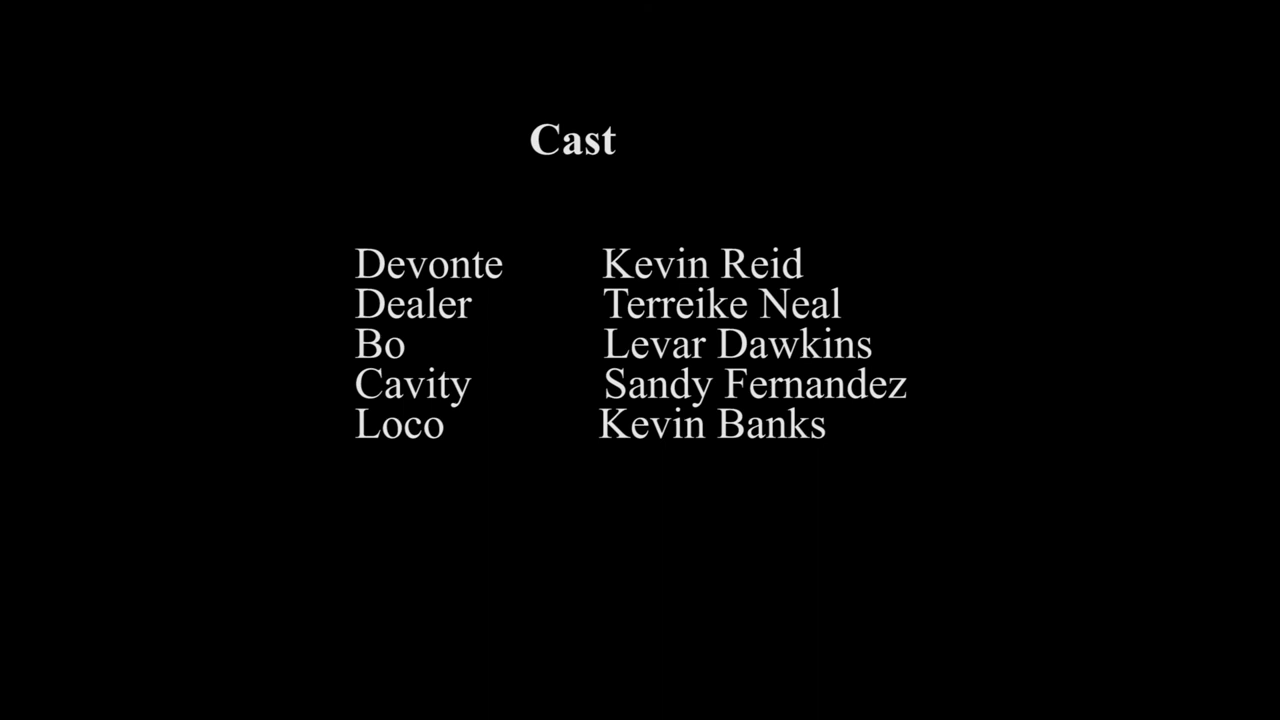 Cast
Devonte Kevin Reid
Dealer Terreike Neal
Bo Levar Dawkins
Cavity Sandy Fernandez
Loco Kevin Banks